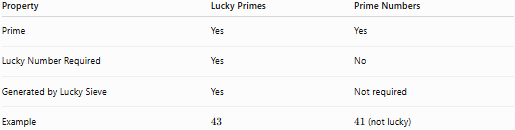 Property Lucky Primes Prime Numbers
Prime Yes Yes
Lucky Number Required Yes No
Generated by Lucky Sieve Yes Not required
Example 43 41 (not lucky)